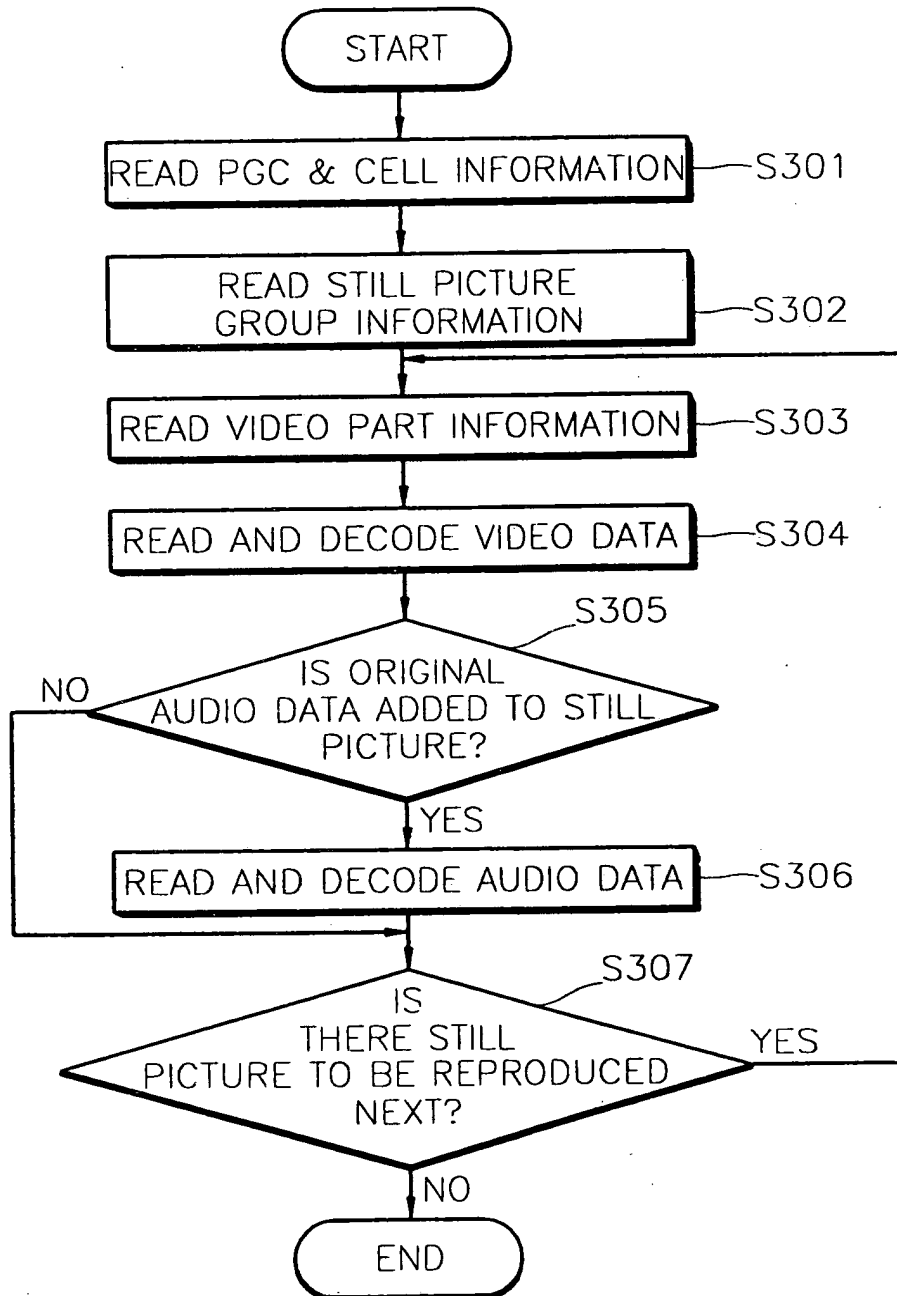 START
READ PGC & CELL INFORMATION
S301
READ STILL PICTURE
GROUP INFORMATION
S302
READ VIDEO PART INFORMATION
S303
READ AND DECODE VIDEO DATA
S304
S305
IS ORIGINAL
AUDIO DATA ADDED TO STILL
PICTURE?
NO
YES
READ AND DECODE AUDIO DATA
S306
S307
IS
THERE STILL
PICTURE TO BE REPRODUCED
NEXT?
YES
NO
END